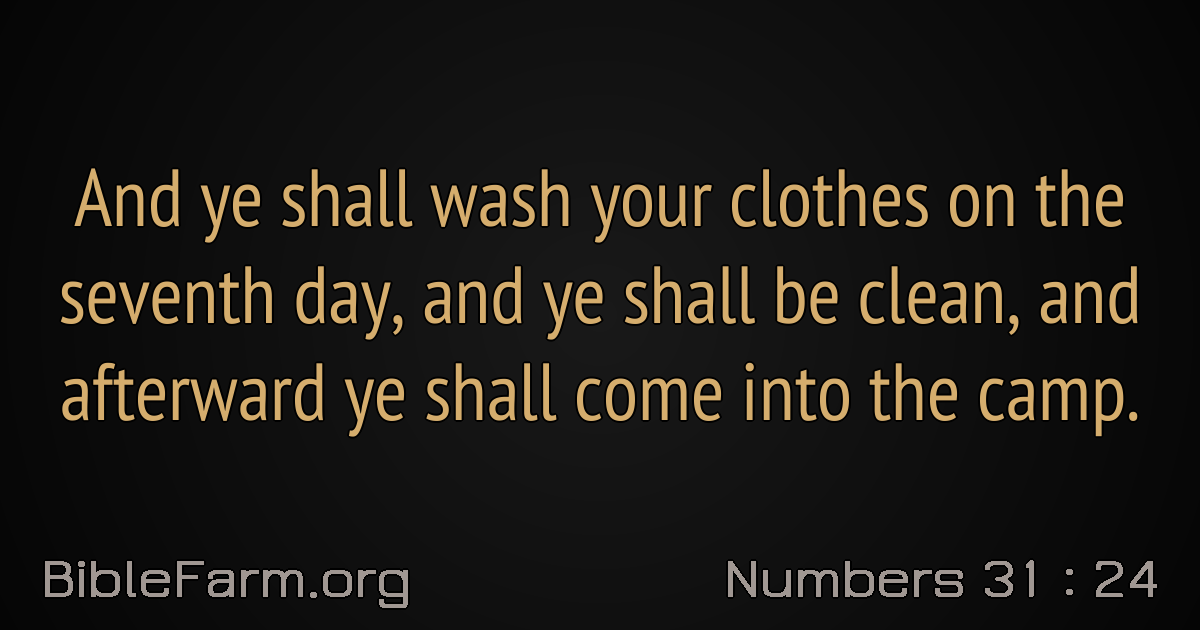 And ye shall wash your clothes on the
seventh day, and ye shall be clean, and
afterward ye shall come into the camp.
BibleFarm.org
Numbers 31 : 24